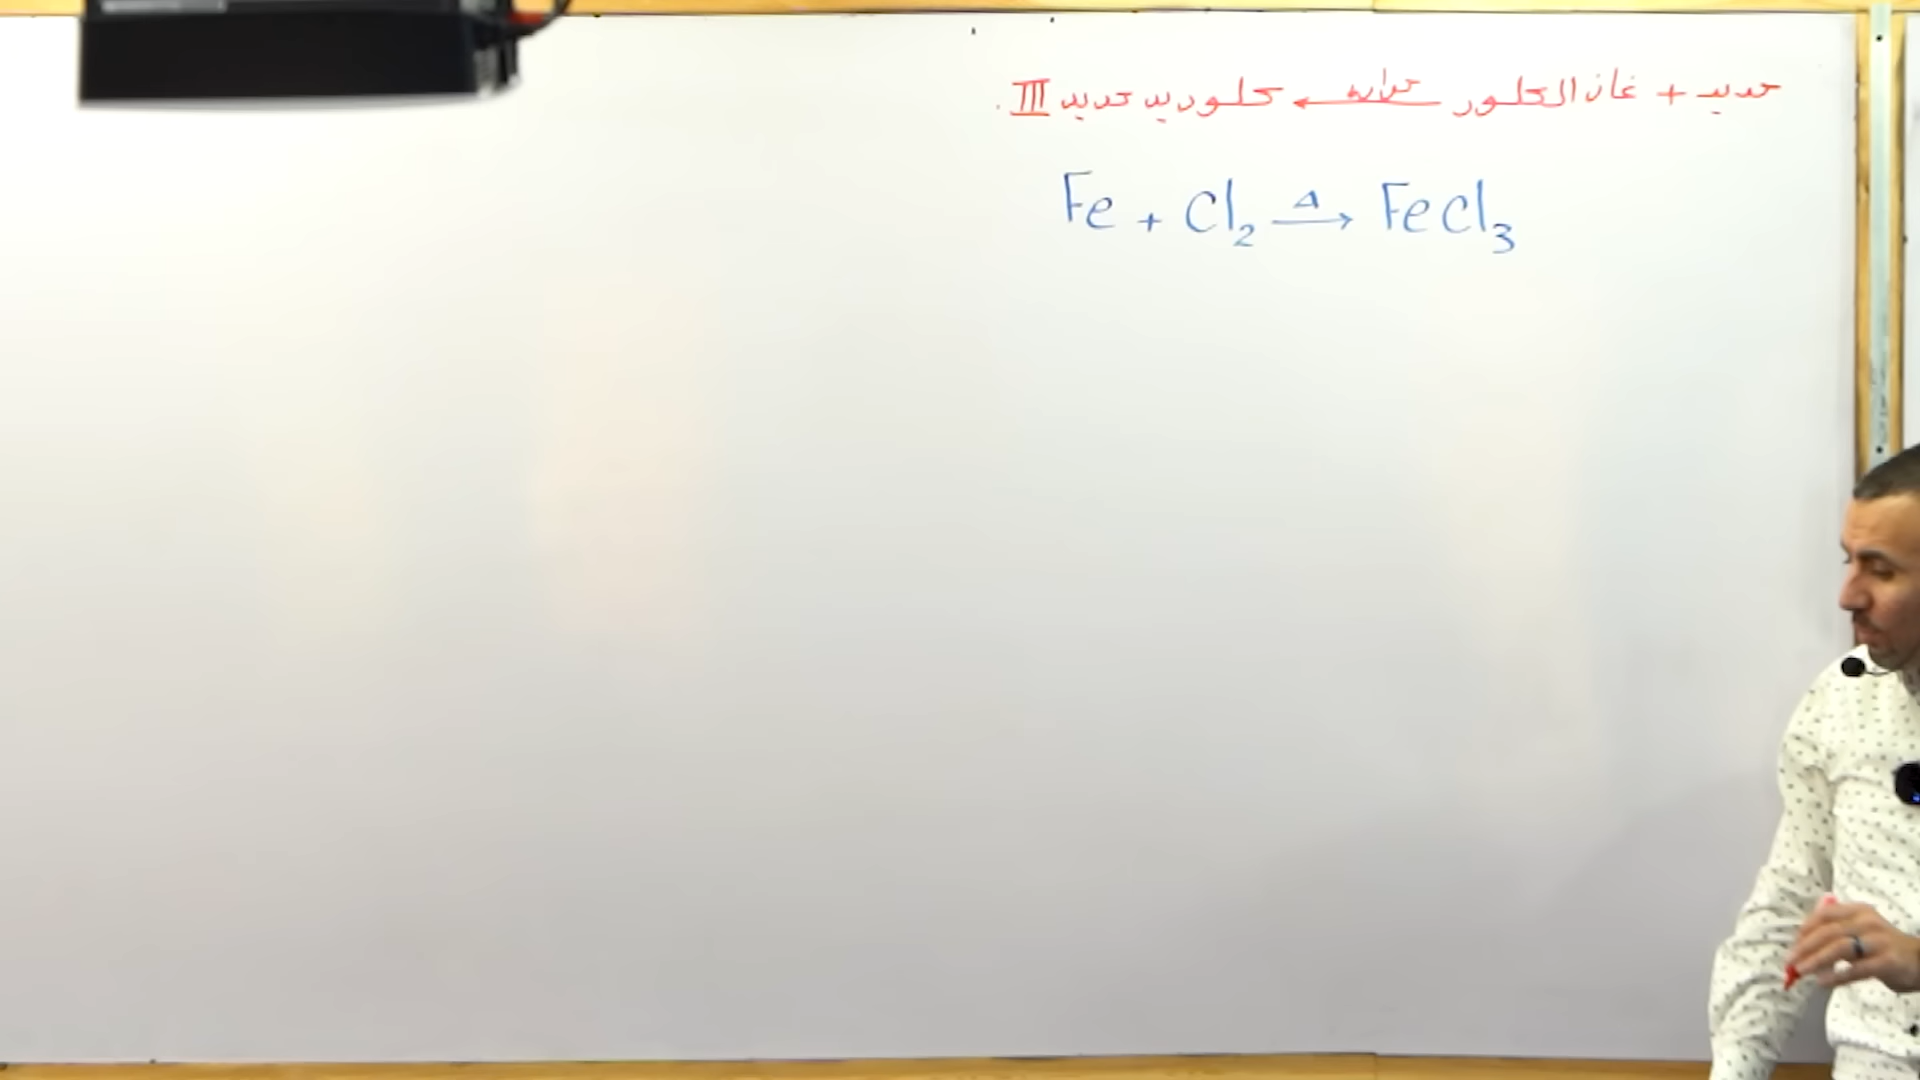 حديد + غاز الكلور ←حرارة كلوريد حديد III .
Fe + Cl₂ →Δ FeCl₃